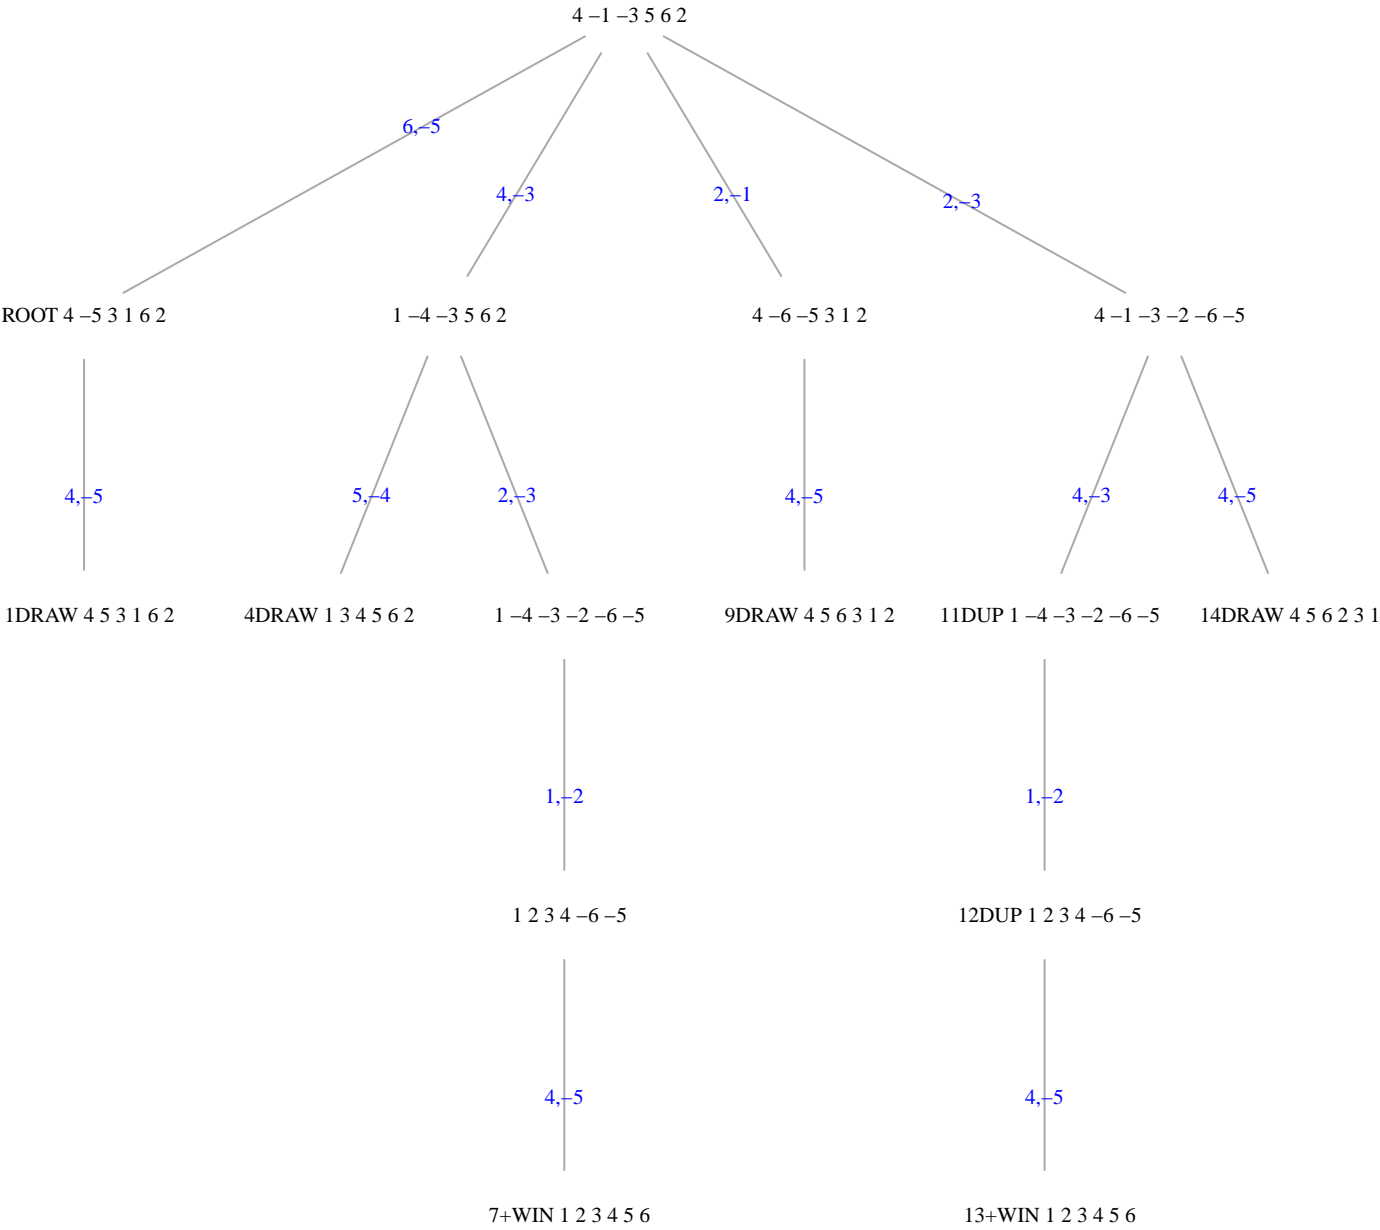 4 –1 –3 5 6 2
6,–5
4,–3
2,–1
2,–3
ROOT 4 –5 3 1 6 2
1 –4 –3 5 6 2
4 –6 –5 3 1 2
4 –1 –3 –2 –6 –5
4,–5
5,–4
2,–3
4,–5
4,–3
4,–5
1DRAW 4 5 3 1 6 2
4DRAW 1 3 4 5 6 2
1 –4 –3 –2 –6 –5
9DRAW 4 5 6 3 1 2
11DUP 1 –4 –3 –2 –6 –5
14DRAW 4 5 6 2 3 1
1,–2
1,–2
1 2 3 4 –6 –5
12DUP 1 2 3 4 –6 –5
4,–5
4,–5
7+WIN 1 2 3 4 5 6
13+WIN 1 2 3 4 5 6